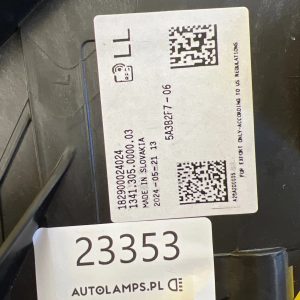 LL
182900024024
1341.305.0000.03
MADE IN SLOVAKIA
2024-05-21 13
5A3B2F7-06
FOR EXPORT ONLY-ACCORDING TO US REGULATIONS
23353
AUTOLAMPS.PL